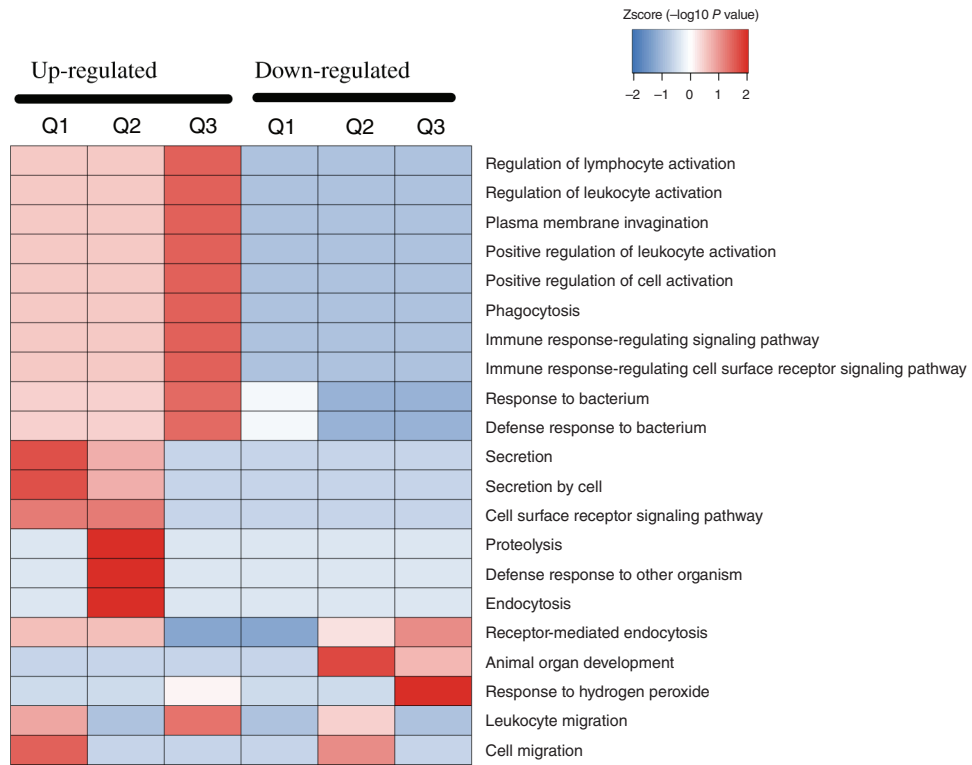 Zscore (–log10 P value)
–2 –1 0 1 2
Up-regulated Down-regulated
Q1 Q2 Q3 Q1 Q2 Q3
Regulation of lymphocyte activation
Regulation of leukocyte activation
Plasma membrane invagination
Positive regulation of leukocyte activation
Positive regulation of cell activation
Phagocytosis
Immune response-regulating signaling pathway
Immune response-regulating cell surface receptor signaling pathway
Response to bacterium
Defense response to bacterium
Secretion
Secretion by cell
Cell surface receptor signaling pathway
Proteolysis
Defense response to other organism
Endocytosis
Receptor-mediated endocytosis
Animal organ development
Response to hydrogen peroxide
Leukocyte migration
Cell migration